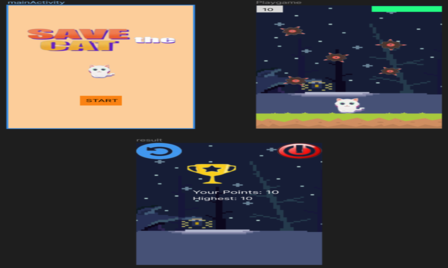 mainActivity
SAVE the
CAT
START
Playgame
10
result
Your Points: 10
Highest: 10